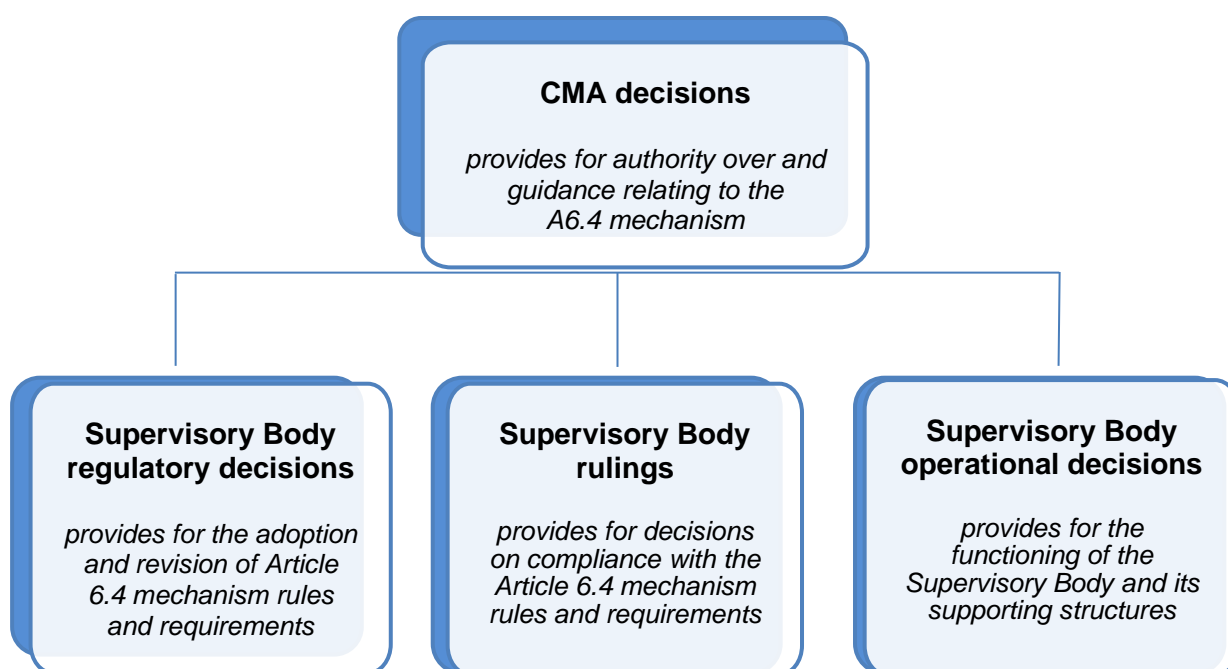 CMA decisions
provides for authority over and
guidance relating to the
A6.4 mechanism
Supervisory Body
regulatory decisions
provides for the adoption
and revision of Article
6.4 mechanism rules
and requirements
Supervisory Body
rulings
provides for decisions
on compliance with the
Article 6.4 mechanism
rules and requirements
Supervisory Body
operational decisions
provides for the
functioning of the
Supervisory Body and its
supporting structures